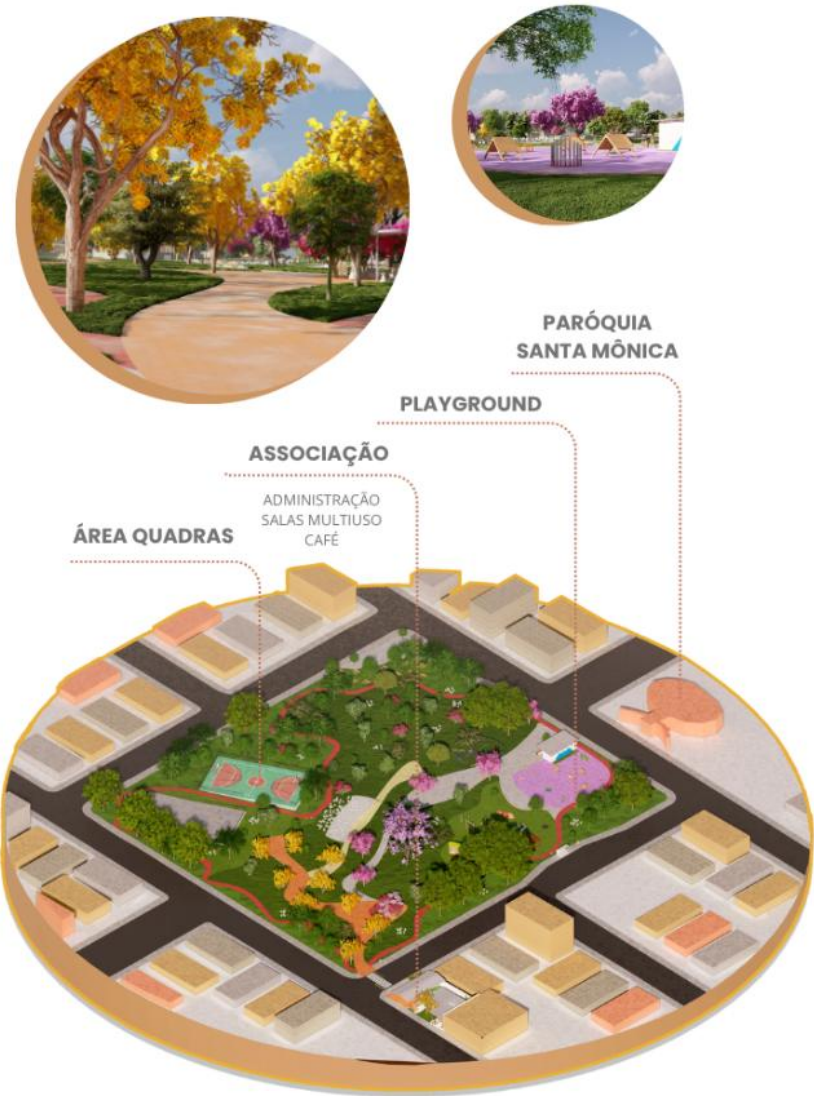 PARÓQUIA
SANTA MÔNICA
PLAYGROUND
ASSOCIAÇÃO
ADMINISTRAÇÃO
SALAS MULTIUSO
CAFÉ
ÁREA QUADRAS